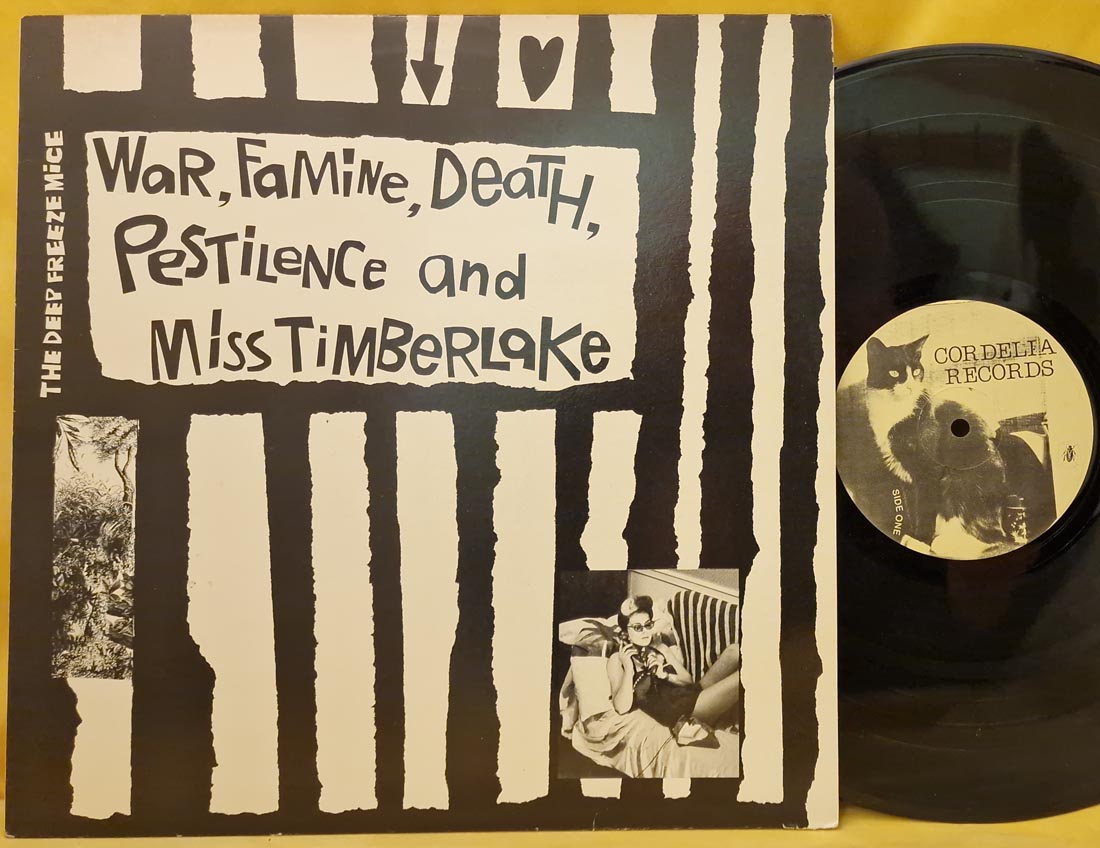 THE DEEP FREEZE MiCE
WaR, FaMiNe, DeaTH,
PeSTiLeNCe and
MiSS TiMBeRLaKe
CORDELIA
RECORDS
SIDE ONE